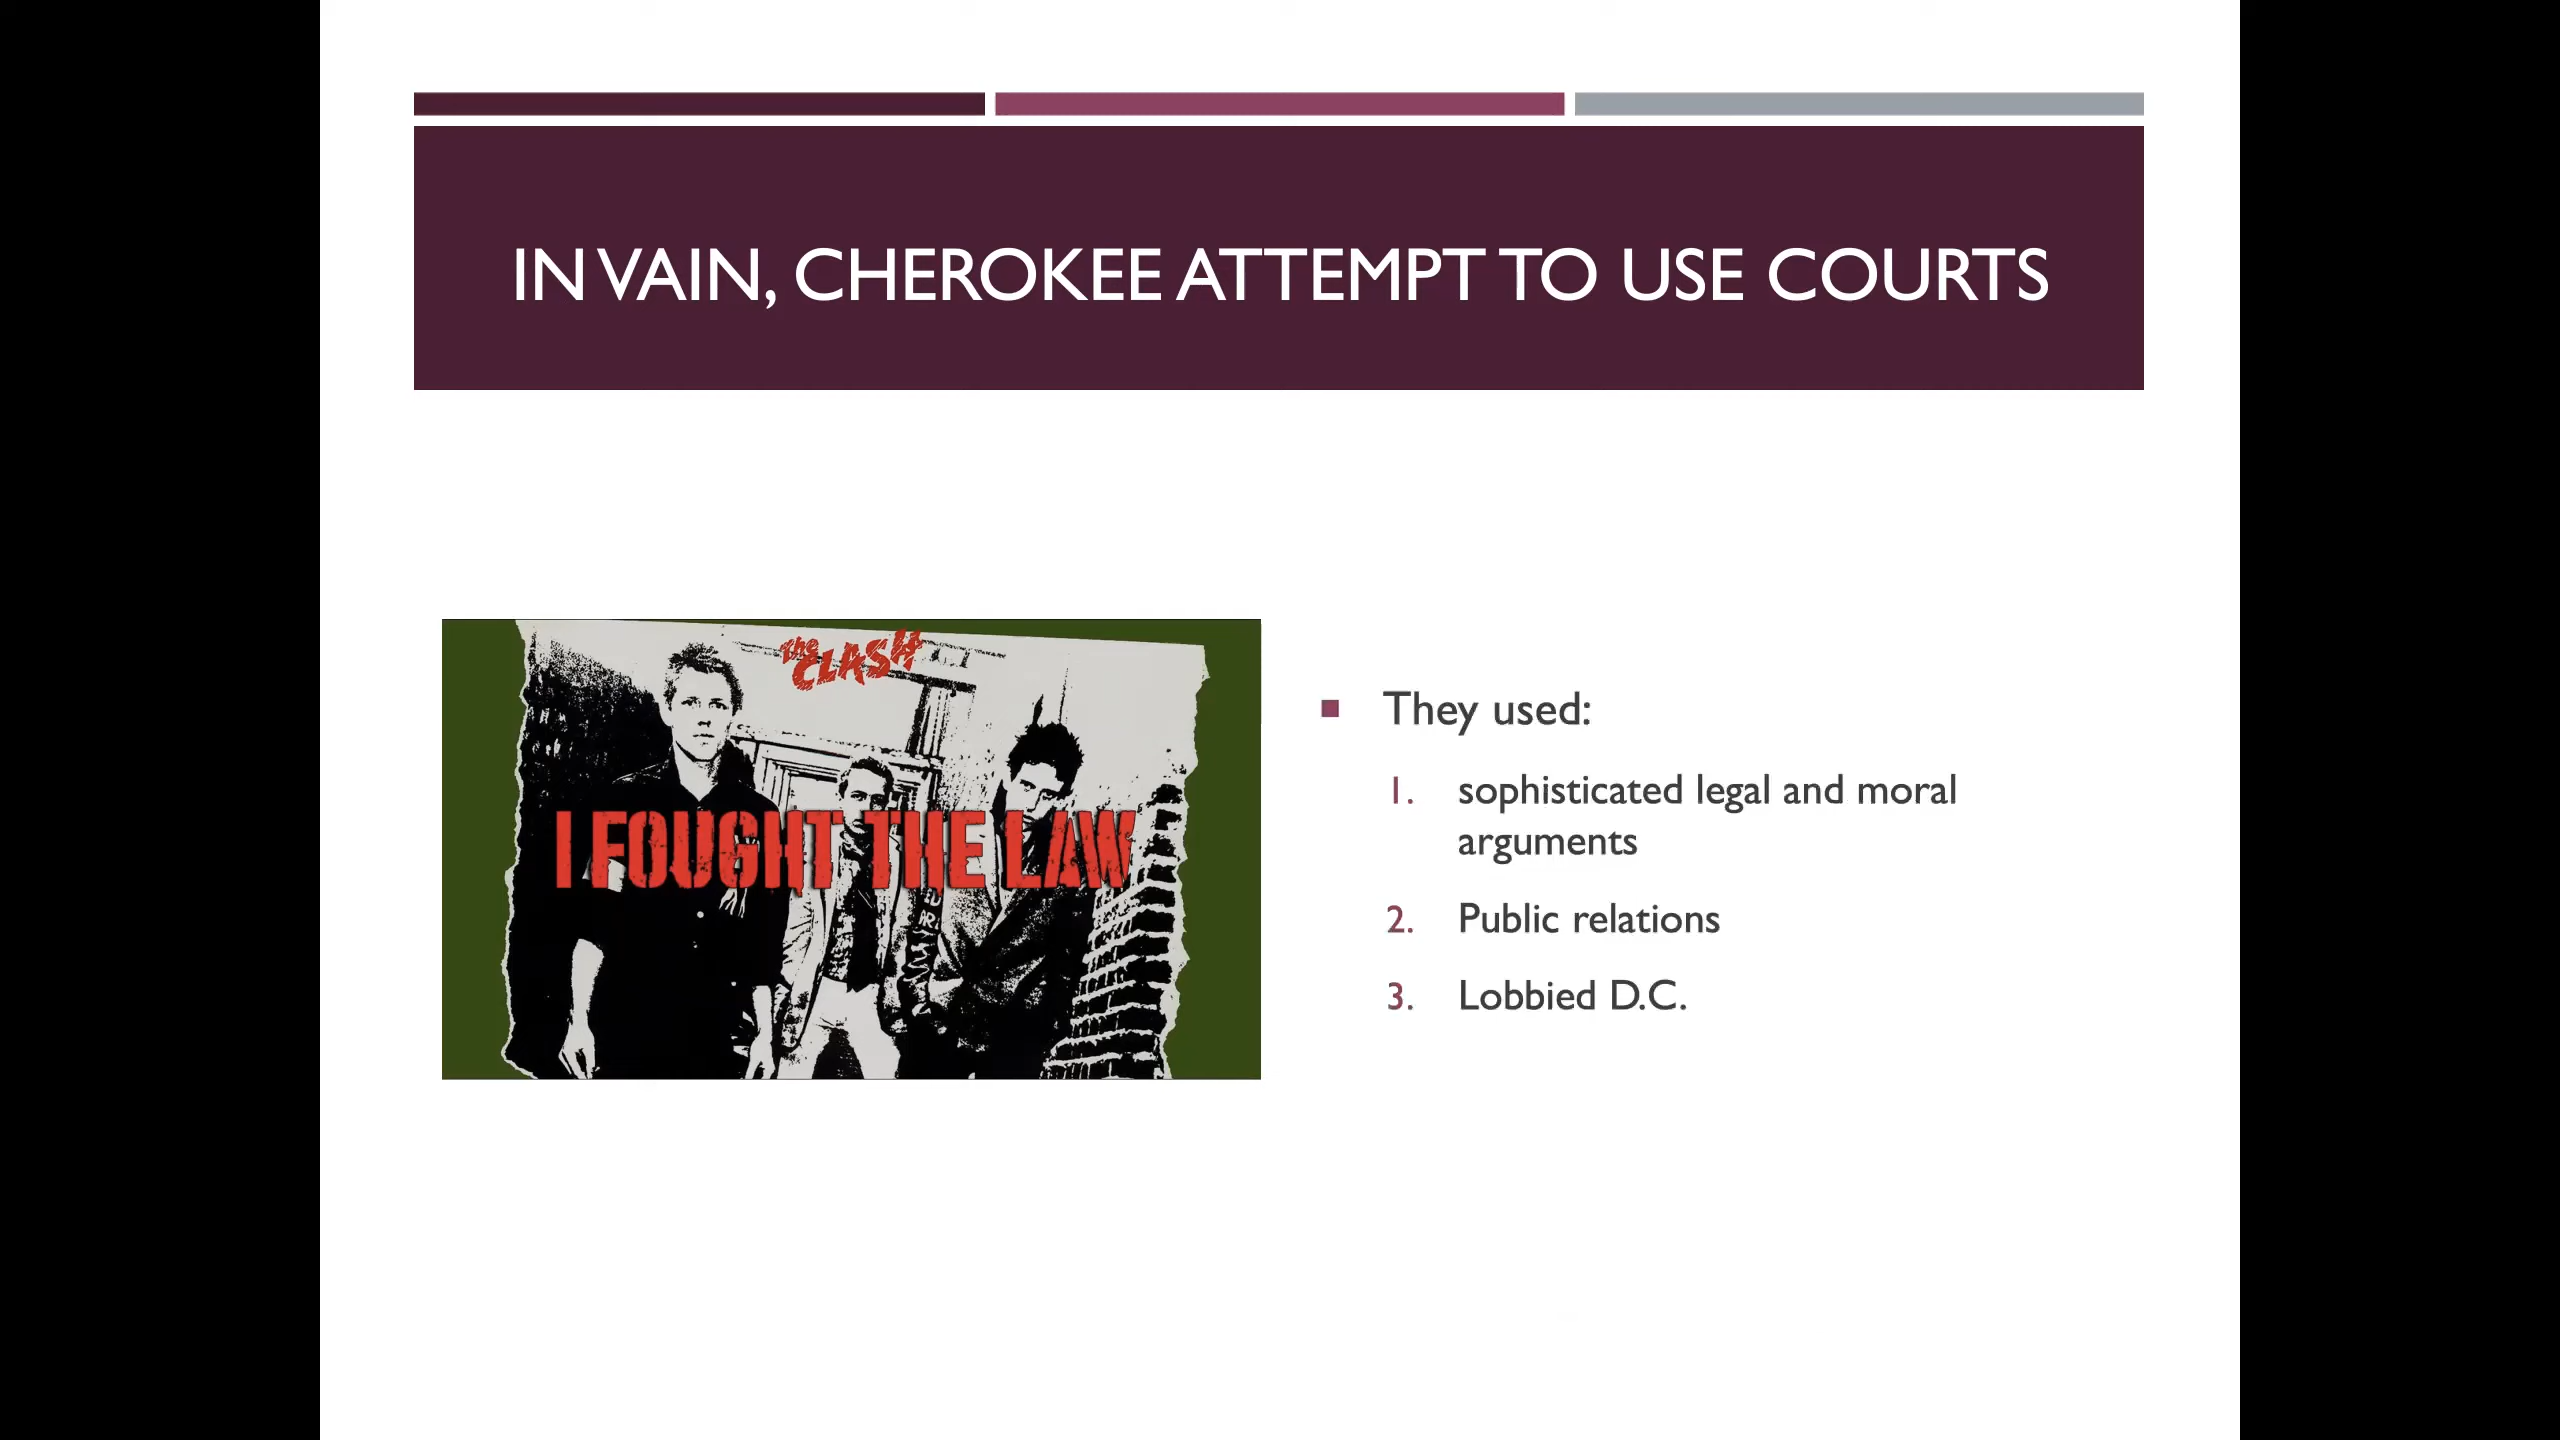 IN VAIN, CHEROKEE ATTEMPT TO USE COURTS
the CLASH
I FOUGHT THE LAW
They used:
1. sophisticated legal and moral
arguments
2. Public relations
3. Lobbied D.C.